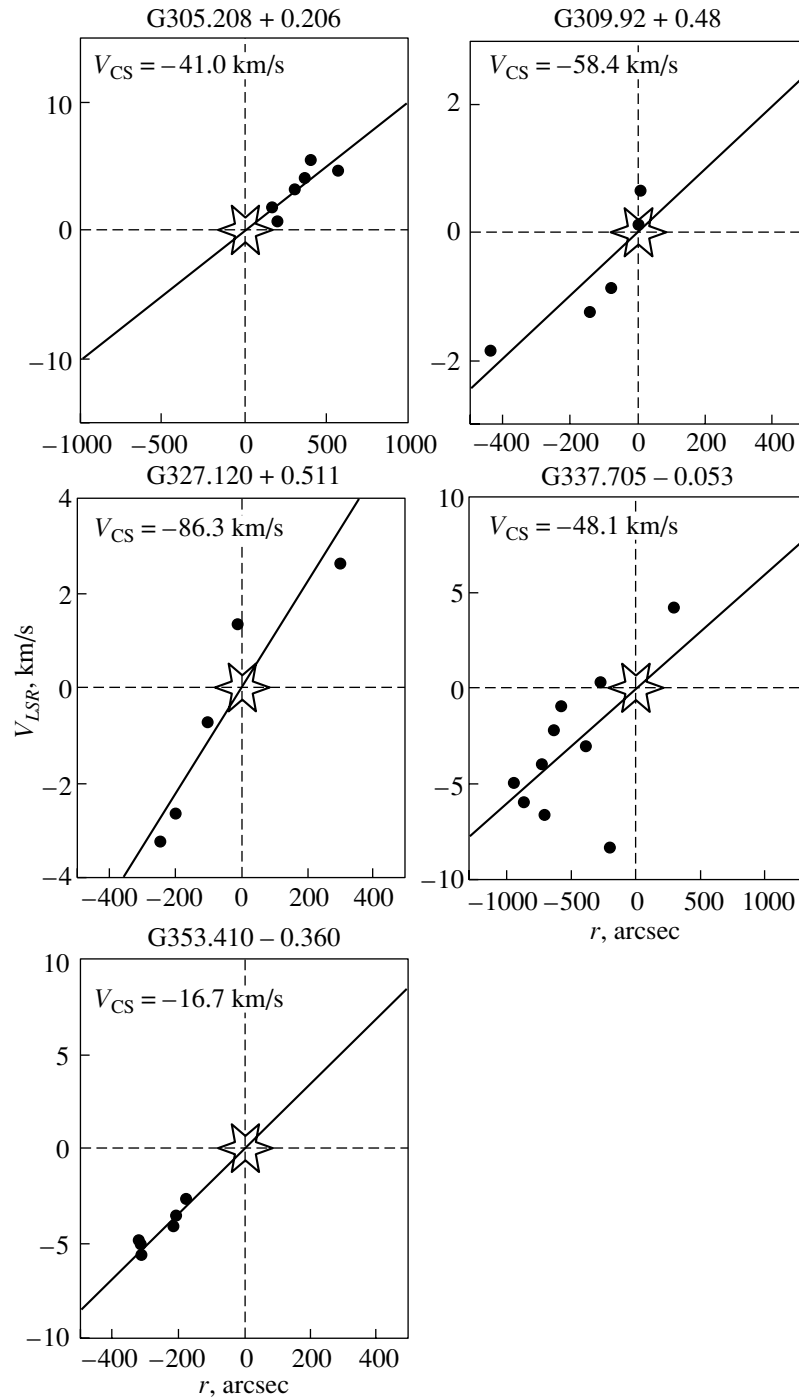 G305.208 + 0.206
V_CS = −41.0 km/s
10
0
−10
−1000 −500 0 500 1000
G309.92 + 0.48
V_CS = −58.4 km/s
2
0
−2
−400 −200 0 200 400
G327.120 + 0.511
V_CS = −86.3 km/s
4
2
0
−2
−4
V_LSR, km/s
−400 −200 0 200 400
G337.705 − 0.053
V_CS = −48.1 km/s
10
5
0
−5
−10
−1000 −500 0 500 1000
r, arcsec
G353.410 − 0.360
V_CS = −16.7 km/s
10
5
0
−5
−10
−400 −200 0 200 400
r, arcsec